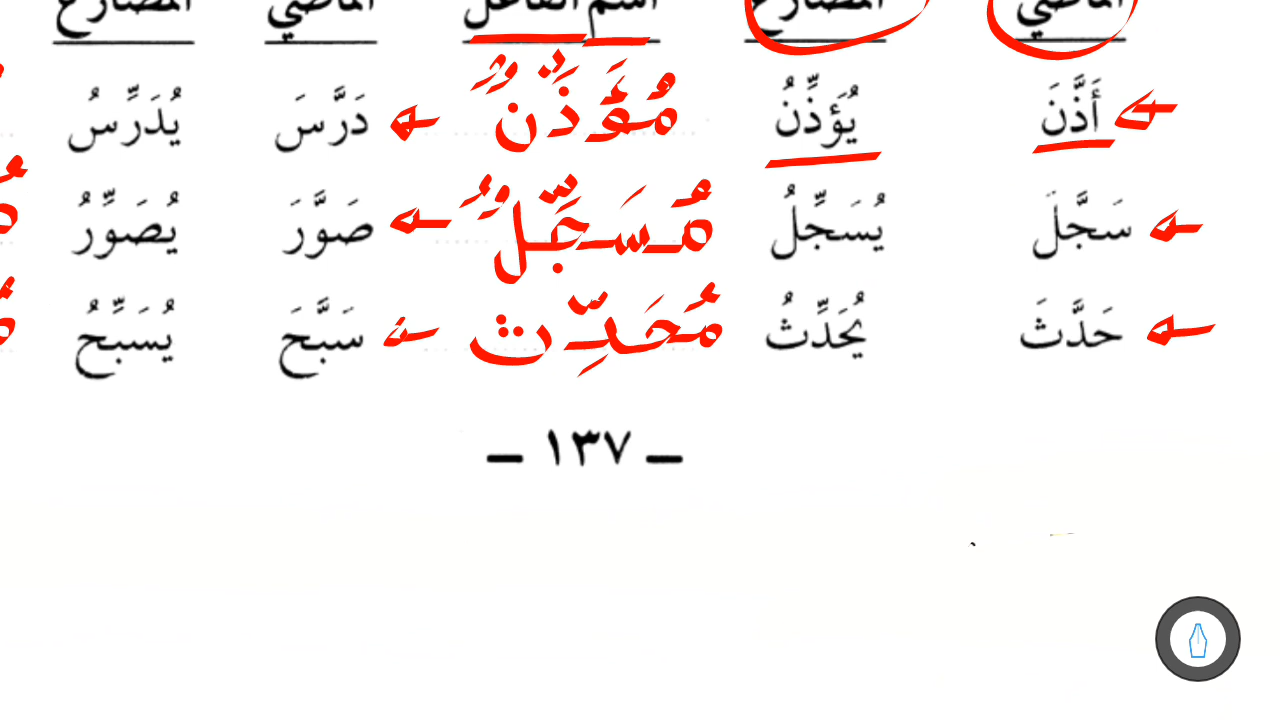 الماضي المضارع اسم الفاعل الماضي المضارع
أَذَّنَ يُؤَذِّنُ مُؤَذِّنٌ دَرَّسَ يُدَرِّسُ
سَجَّلَ يُسَجِّلُ مُسَجِّلٌ صَوَّرَ يُصَوِّرُ
حَدَّثَ يُحَدِّثُ مُحَدِّث سَبَّحَ يُسَبِّحُ
– ١٣٧ –